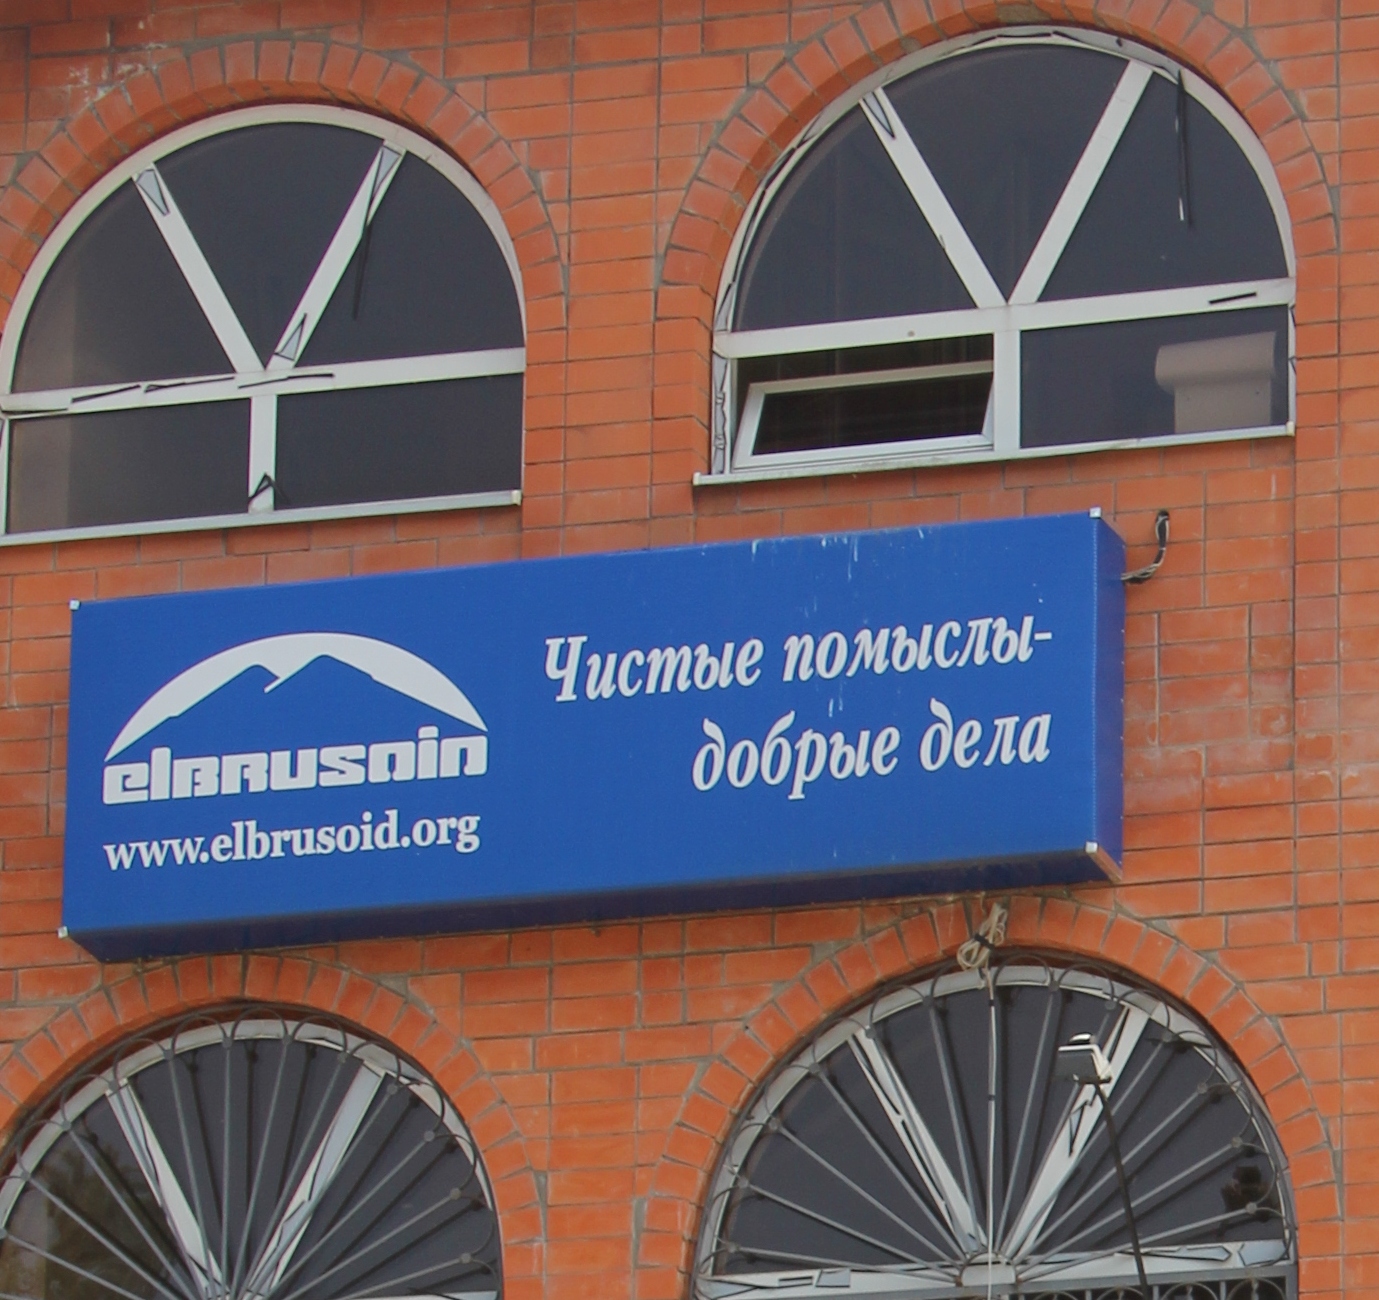 elbrusoid
www.elbrusoid.org
Чистые помыслы-
добрые дела